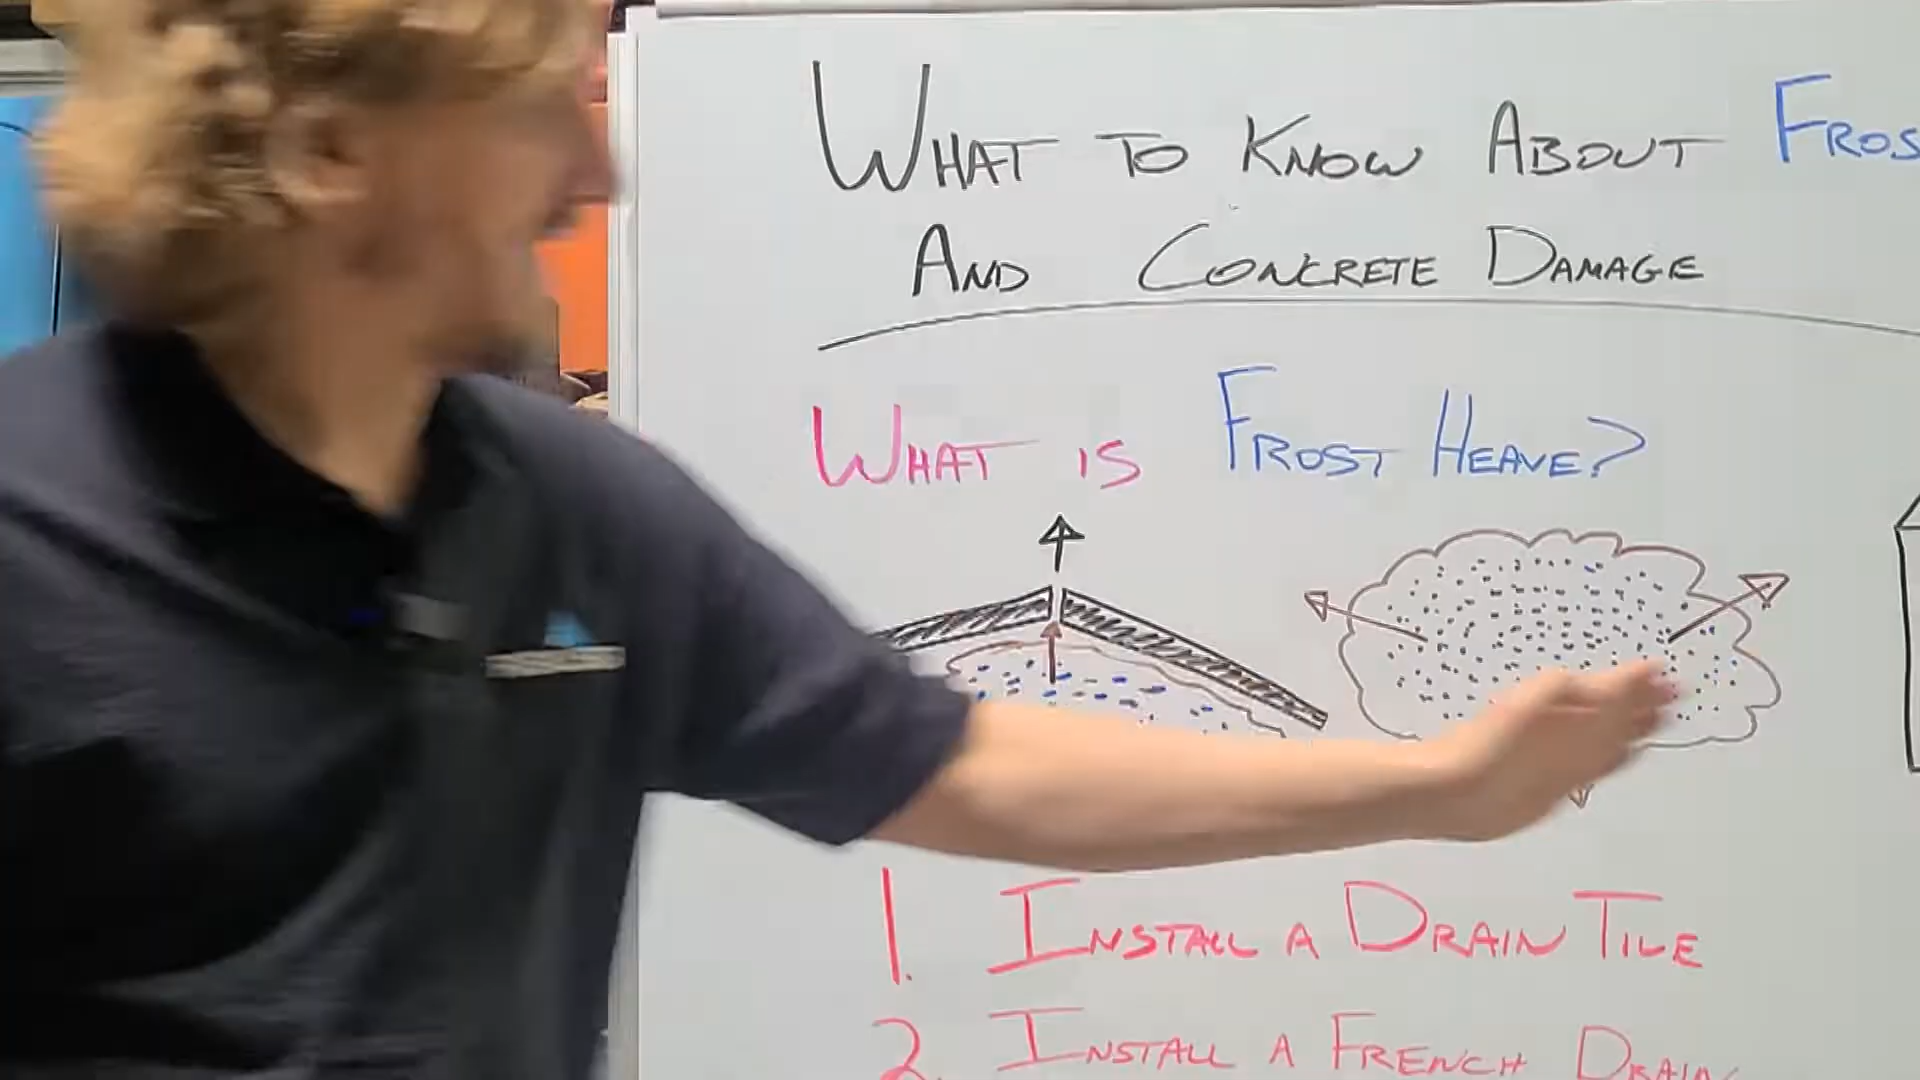 WHAT TO KNOW ABOUT FROS
AND CONCRETE DAMAGE
WHAT IS FROST HEAVE?
1. INSTALL A DRAIN TILE
2. INSTALL A FRENCH DRAIN